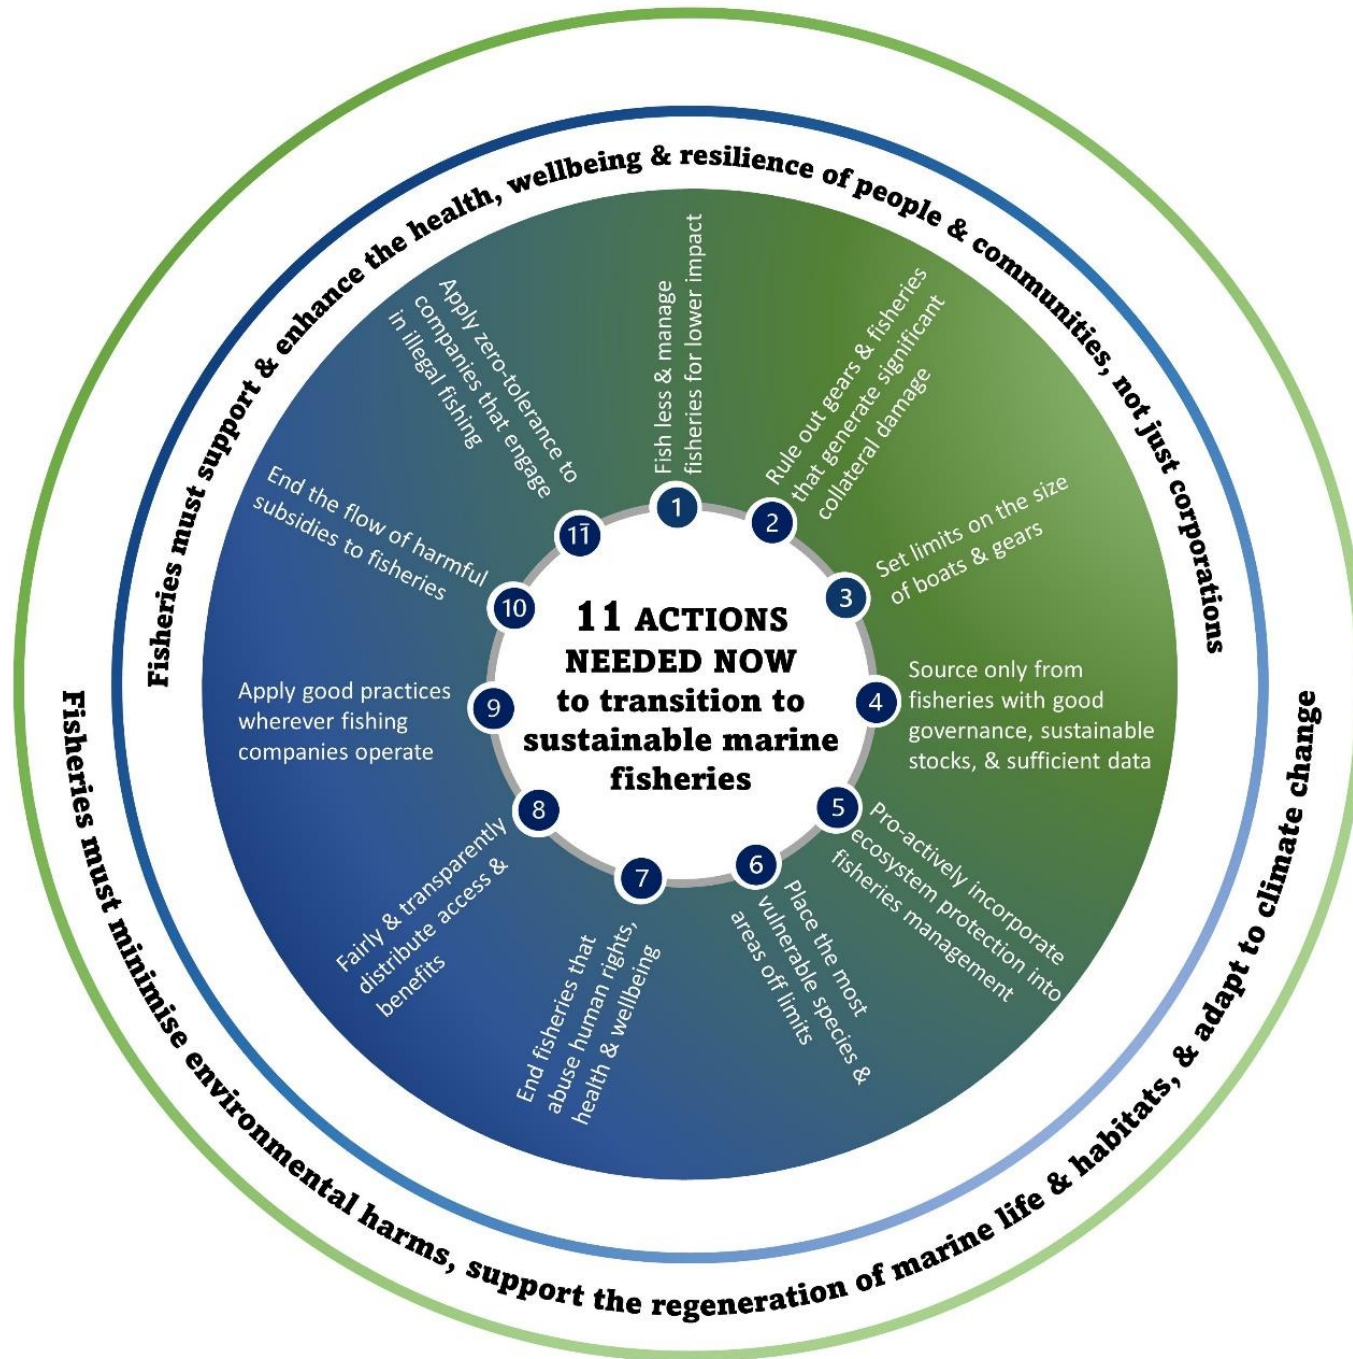 11 ACTIONS
NEEDED NOW
to transition to
sustainable marine
fisheries
1
Fish less & manage
fisheries for lower impact
2
Rule out gears & fisheries
that generate significant
collateral damage
3
Set limits on the size
of boats & gears
4
Source only from
fisheries with good
governance, sustainable
stocks, & sufficient data
5
Pro-actively incorporate
ecosystem protection into
fisheries management
6
Place the most
vulnerable species &
areas off limits
7
End fisheries that
abuse human rights,
health & wellbeing
8
Fairly & transparently
distribute access &
benefits
9
Apply good practices
wherever fishing
companies operate
10
End the flow of harmful
subsidies to fisheries
11
Apply zero-tolerance to
companies that engage
in illegal fishing
Fisheries must support & enhance the health, wellbeing & resilience of people & communities, not just corporations
Fisheries must minimise environmental harms, support the regeneration of marine life & habitats, & adapt to climate change